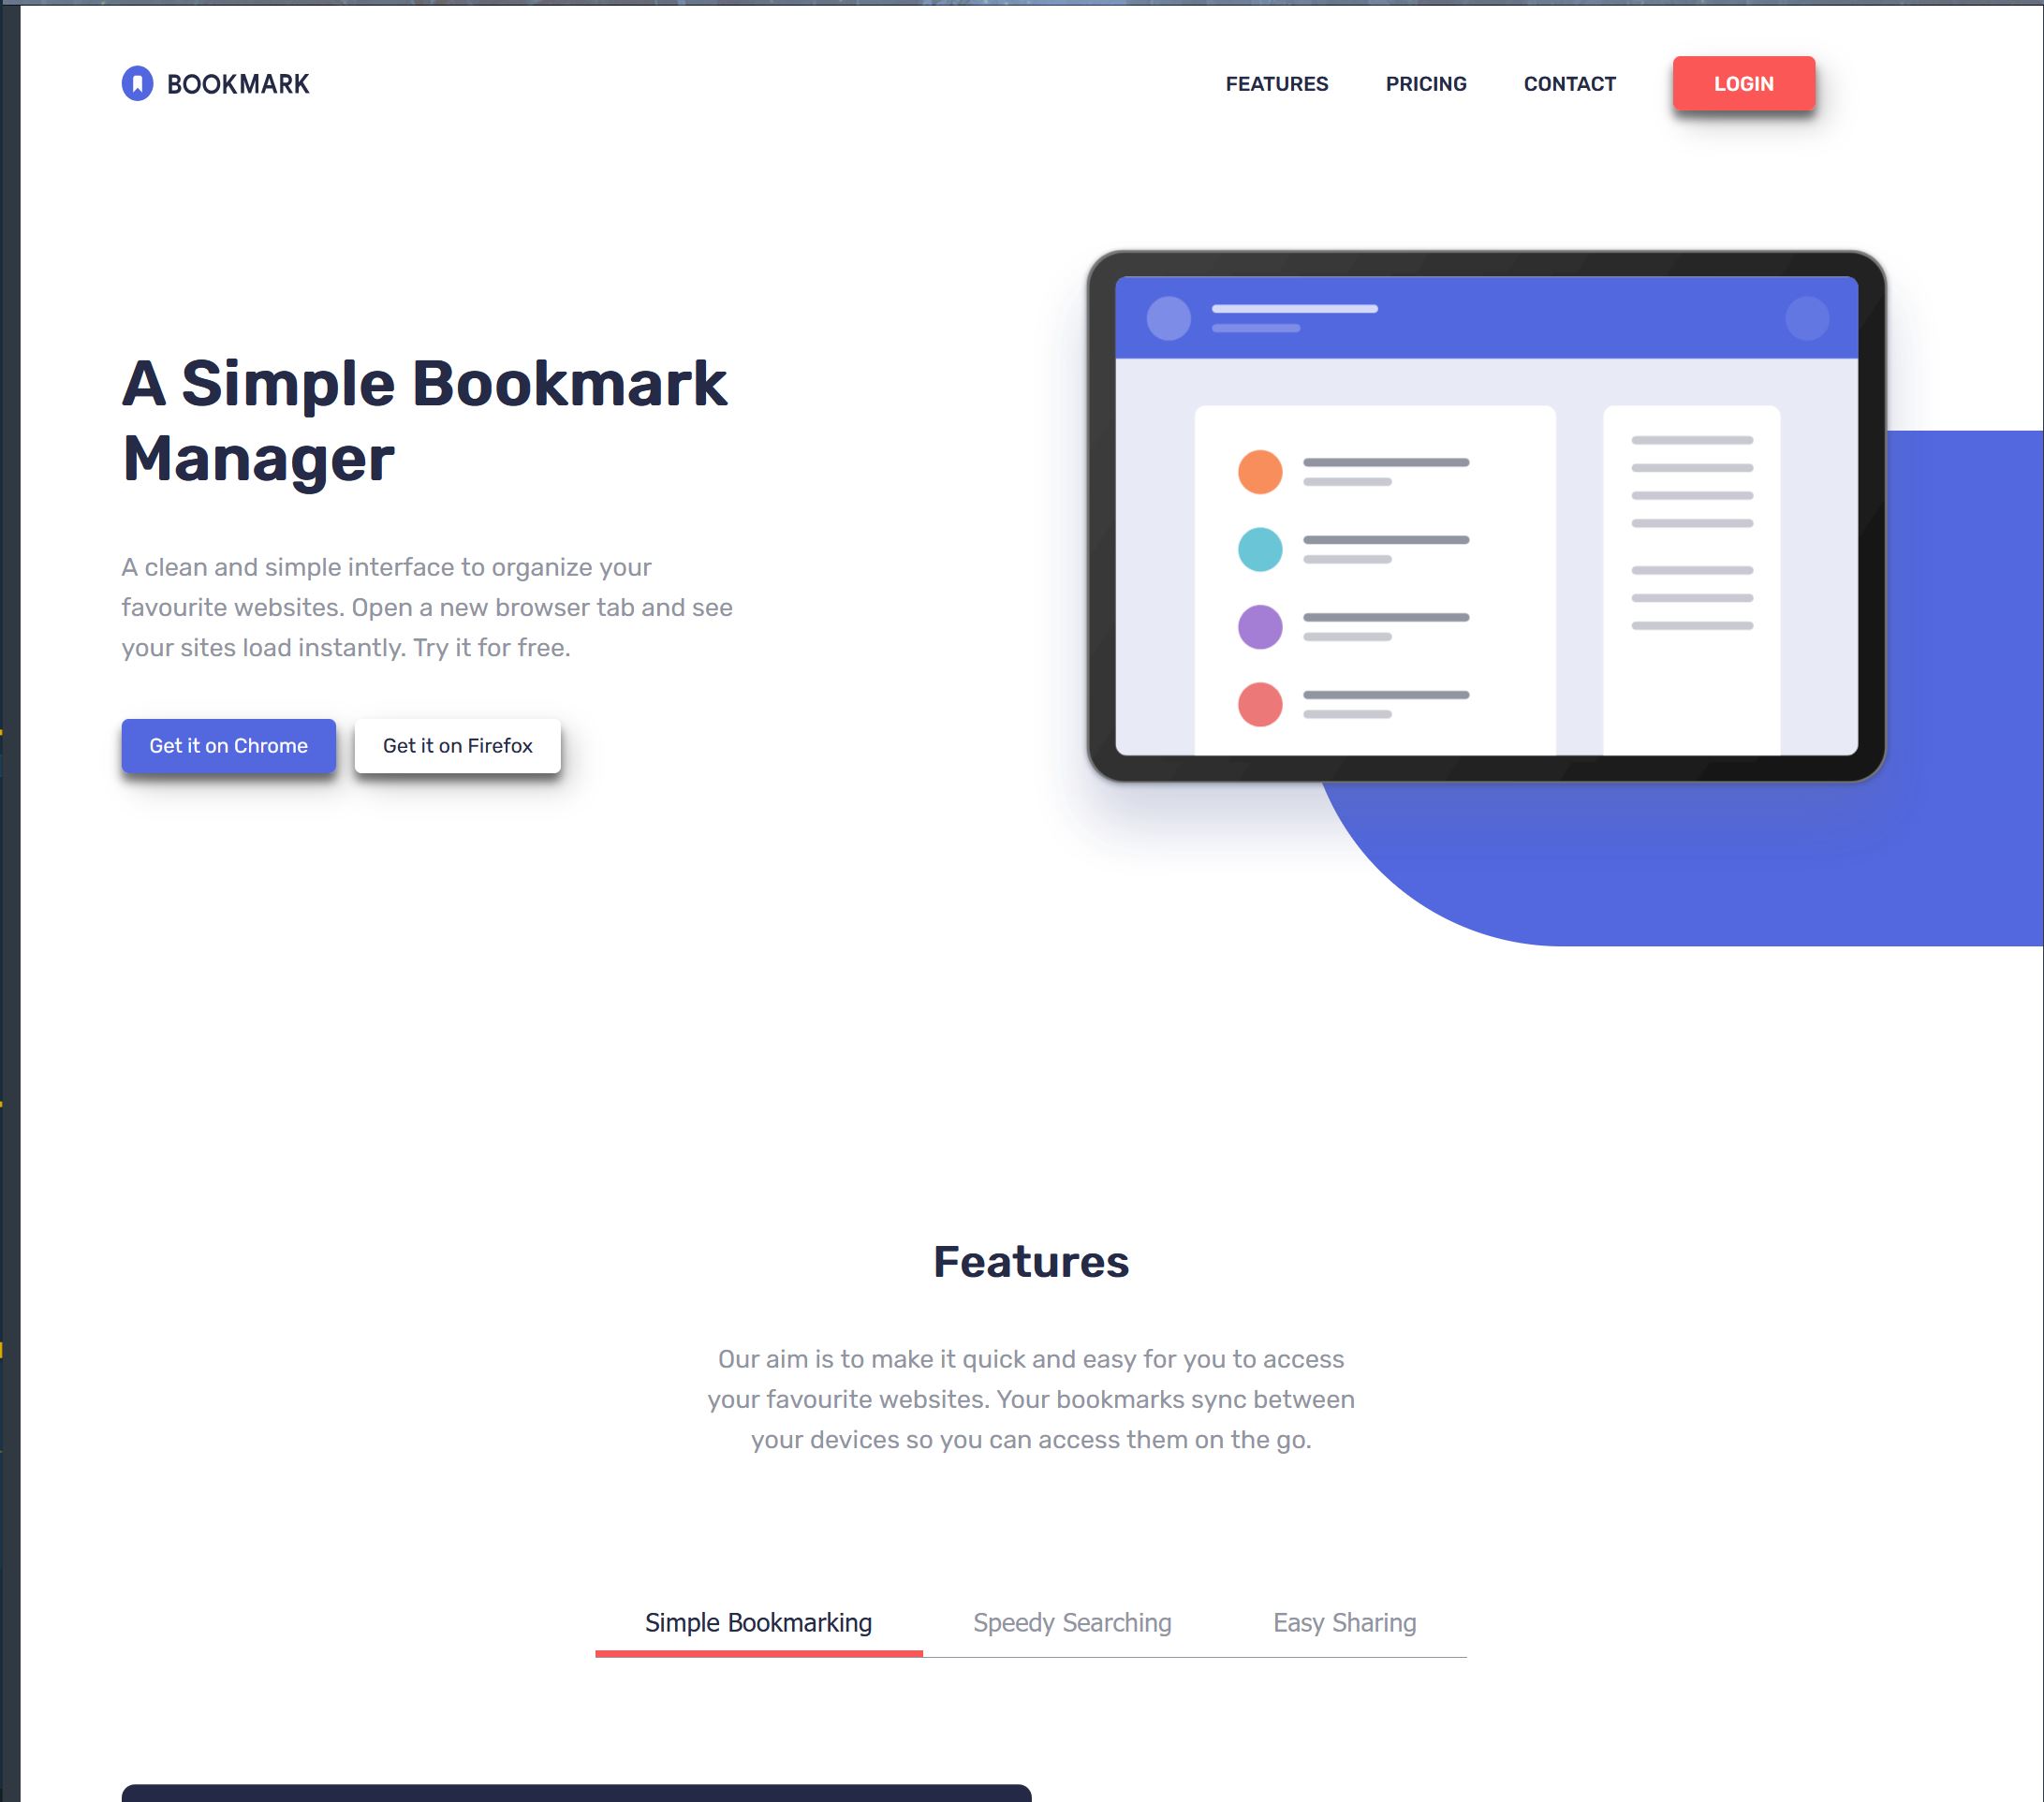 BOOKMARK
FEATURES
PRICING
CONTACT
LOGIN
A Simple Bookmark
Manager
A clean and simple interface to organize your
favourite websites. Open a new browser tab and see
your sites load instantly. Try it for free.
Get it on Chrome
Get it on Firefox
Features
Our aim is to make it quick and easy for you to access
your favourite websites. Your bookmarks sync between
your devices so you can access them on the go.
Simple Bookmarking
Speedy Searching
Easy Sharing